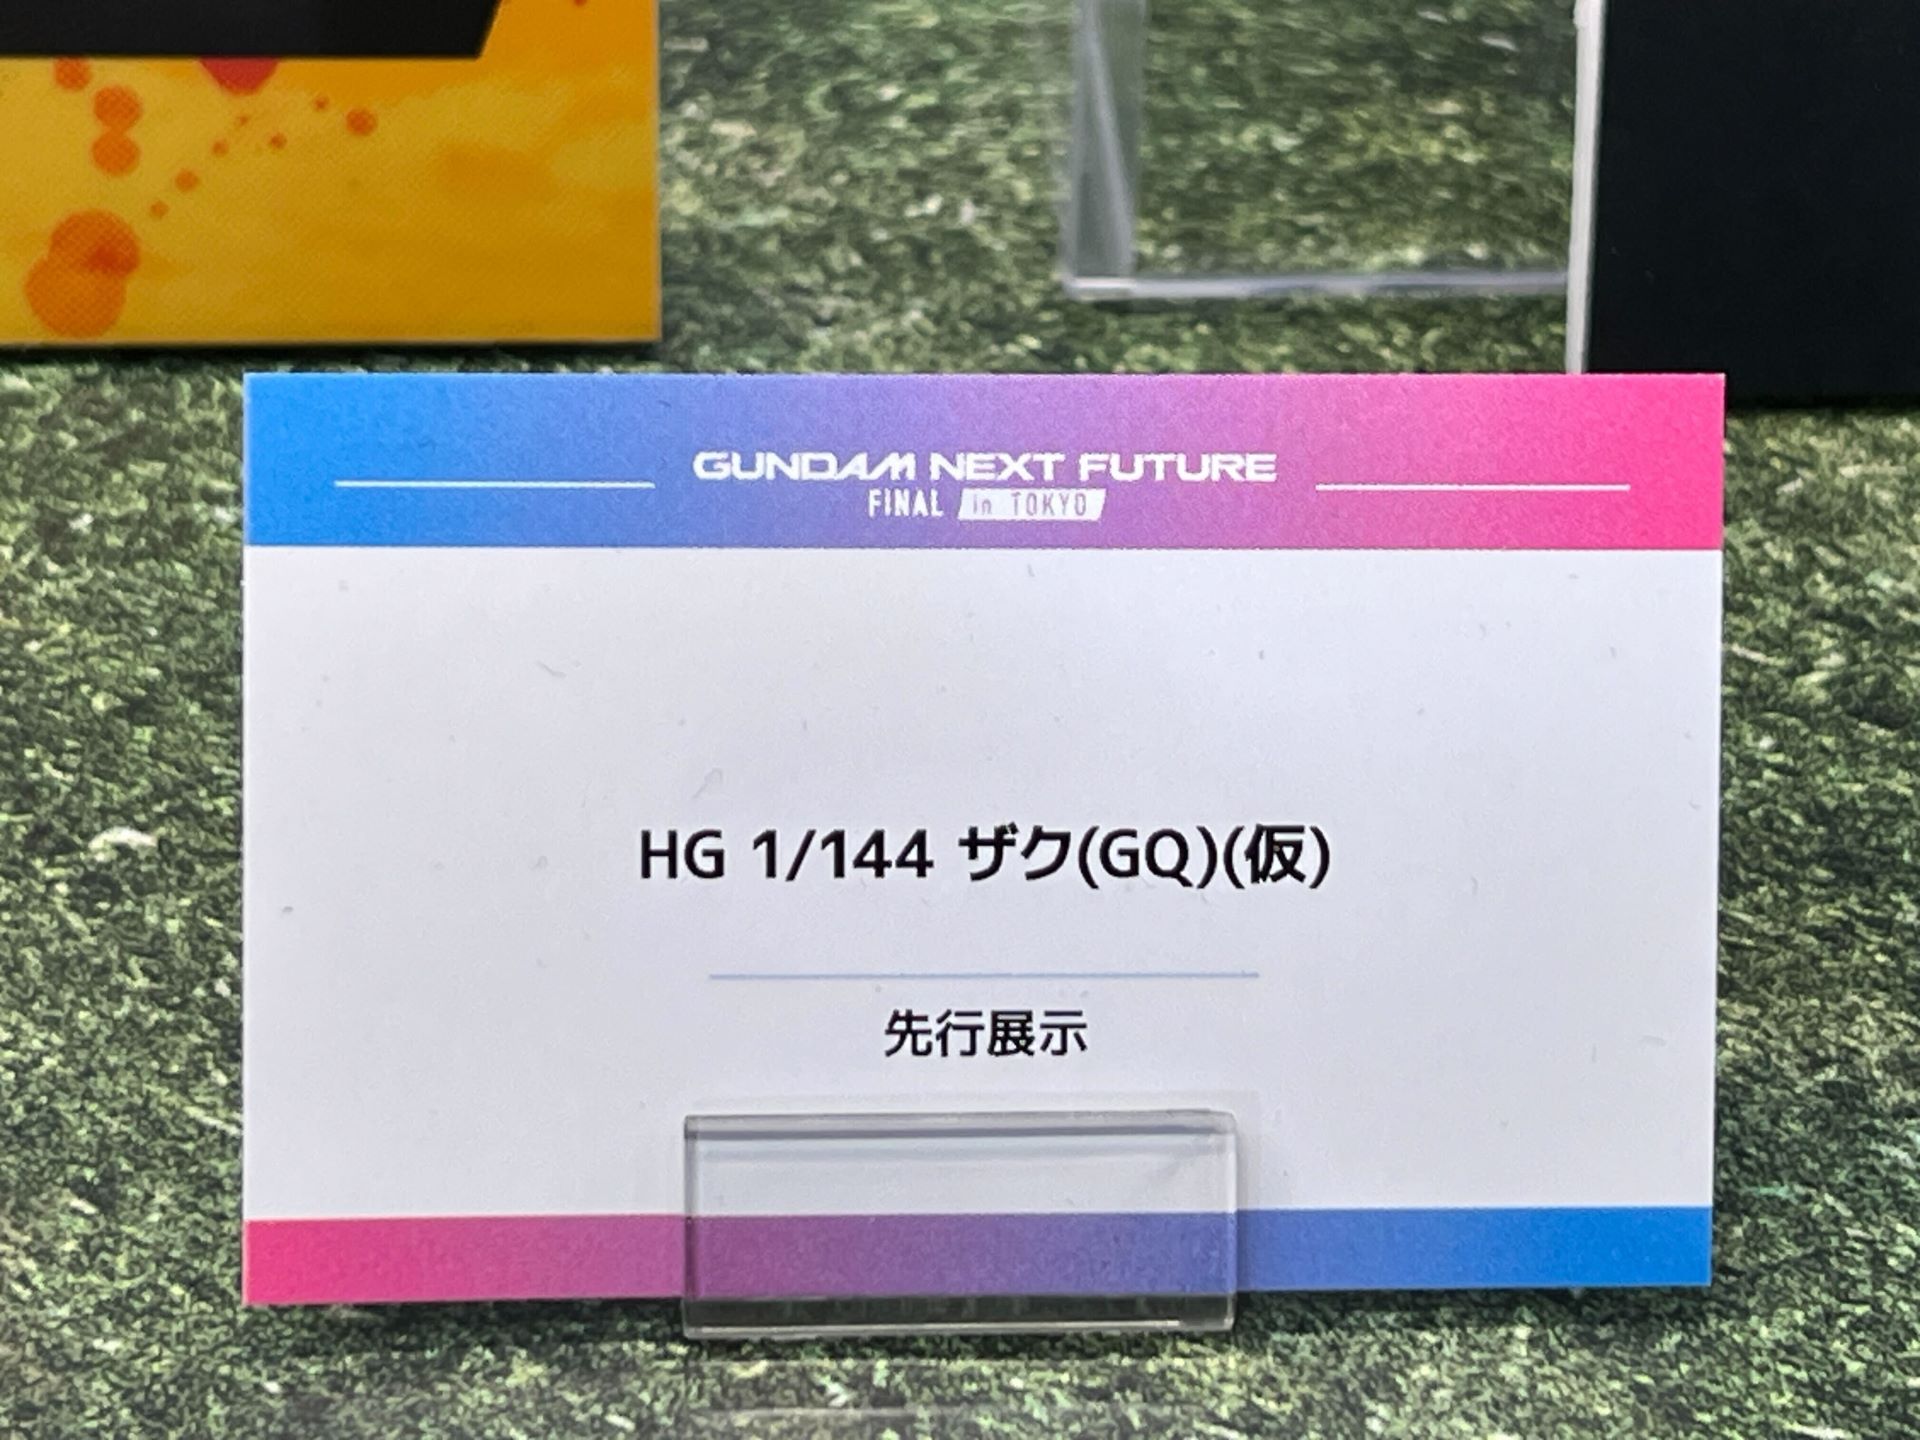 GUNDAM NEXT FUTURE
FINAL in TOKYO
HG 1/144 ザク(GQ)(仮)
先行展示